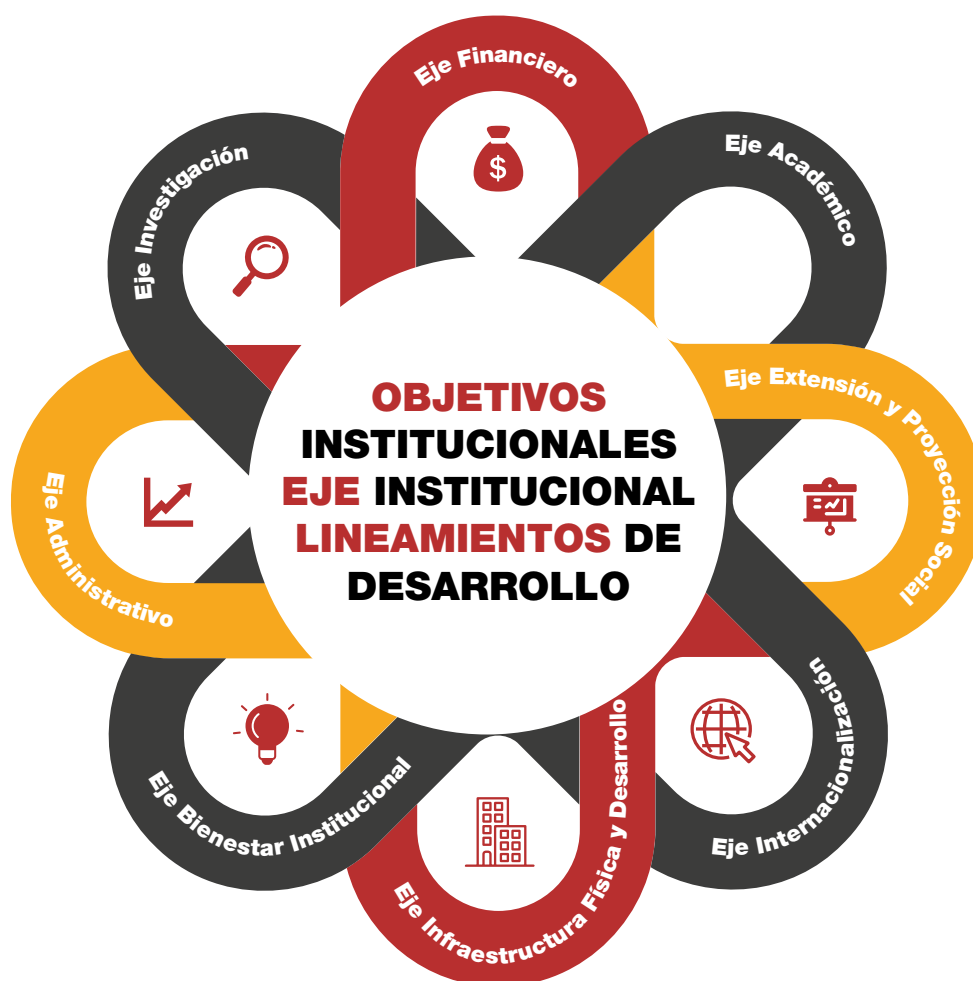 Eje Financiero
Eje Académico
Eje Extensión y Proyección Social
Eje Internacionalización
Eje Infraestructura Física y Desarrollo
Eje Bienestar Institucional
Eje Administrativo
Eje Investigación
$
OBJETIVOS
INSTITUCIONALES
EJE INSTITUCIONAL
LINEAMIENTOS DE
DESARROLLO